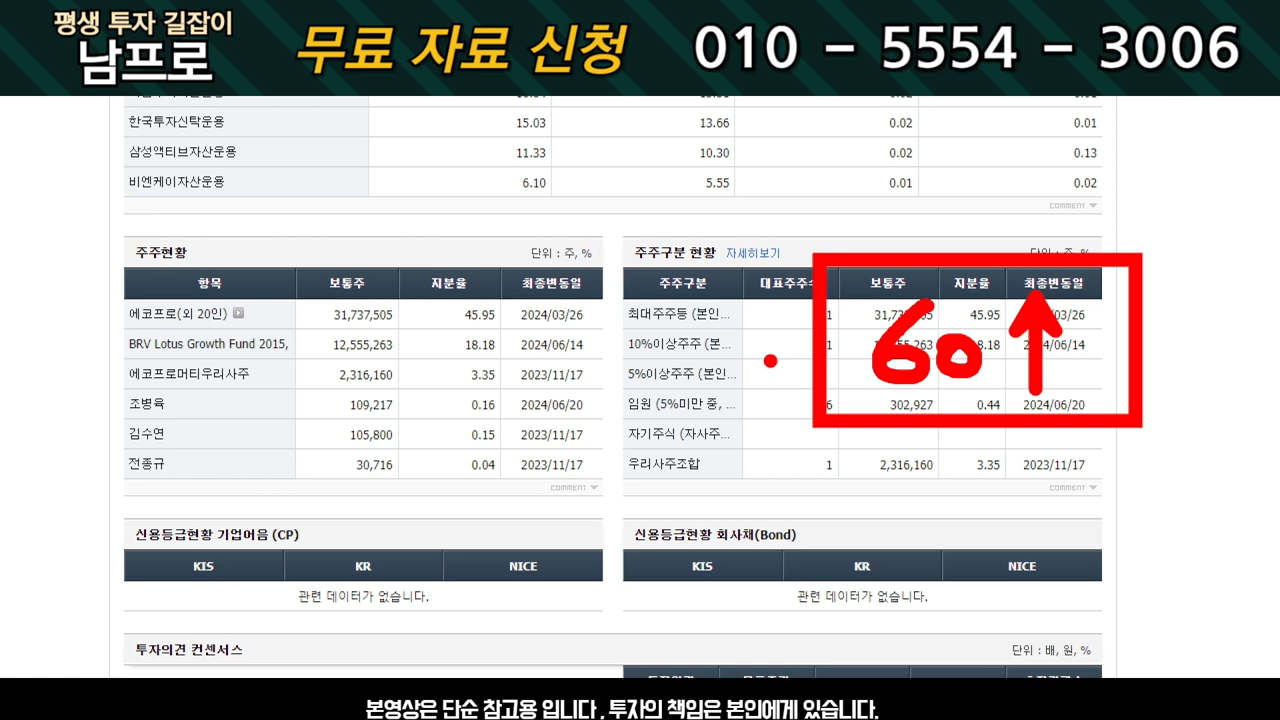 평생 투자 길잡이
남프로
무료 자료 신청
010 - 5554 - 3006
한국투자신탁운용 15.03 13.66 0.02 0.01
삼성액티브자산운용 11.33 10.30 0.02 0.13
비엔케이자산운용 6.10 5.55 0.01 0.02
COMMENT
주주현황 단위 : 주, %
항목 보통주 지분율 최종변동일
에코프로(외 20인) 31,737,505 45.95 2024/03/26
BRV Lotus Growth Fund 2015, 12,555,263 18.18 2024/06/14
에코프로머티우리사주 2,316,160 3.35 2023/11/17
조병욱 109,217 0.16 2024/06/20
김수연 105,800 0.15 2023/11/17
전종규 30,716 0.04 2023/11/17
COMMENT
주주구분 현황 자세히보기 단위 : 주, %
주주구분 대표주주수 보통주 지분율 최종변동일
최대주주등 (본인... 1 45.95
10%이상주주 (본... 1
5%이상주주 (본인...
임원 (5%미만 중, ... 6 302,927 0.44 2024/06/20
자기주식 (자사주...
우리사주조합 1 2,316,160 3.35 2023/11/17
60
COMMENT
신용등급현황 기업어음 (CP)
KIS KR NICE
관련 데이터가 없습니다.
신용등급현황 회사채(Bond)
KIS KR NICE
관련 데이터가 없습니다.
투자의견 컨센서스 단위 : 배, 원, %
본영상은 단순 참고용 입니다 , 투자의 책임은 본인에게 있습니다.